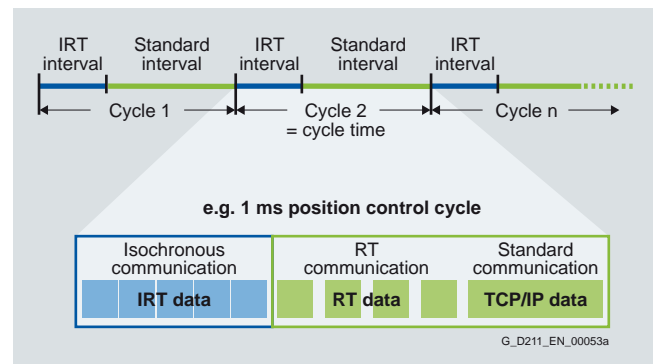 IRT Standard IRT Standard IRT
interval interval interval interval interval
Cycle 1 Cycle 2 Cycle n
= cycle time
e.g. 1 ms position control cycle
Isochronous RT Standard
communication communication communication
IRT data RT data TCP/IP data
G_D211_EN_00053a